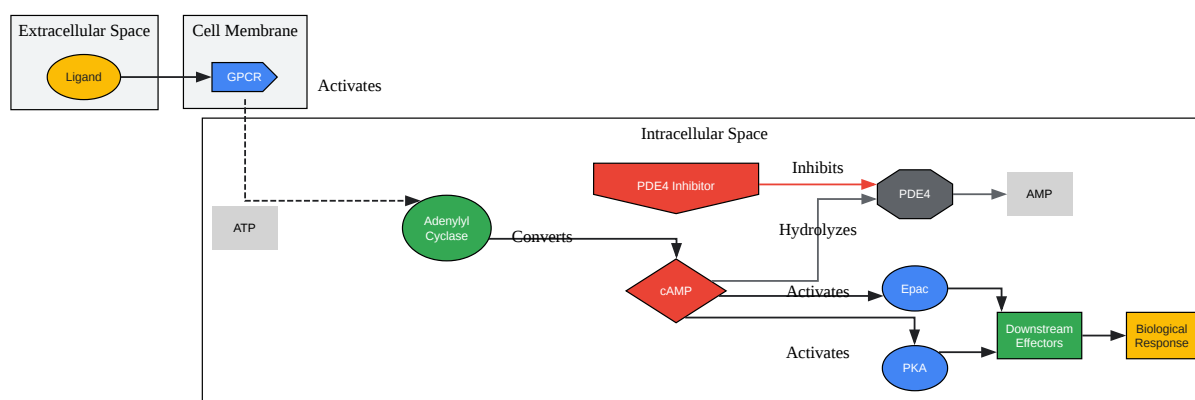 Extracellular Space
Cell Membrane
Ligand
GPCR
Activates
Intracellular Space
Inhibits
PDE4 Inhibitor
PDE4
AMP
ATP
Adenylyl
Cyclase
Converts
Hydrolyzes
cAMP
Activates
Epac
Activates
PKA
Downstream
Effectors
Biological
Response